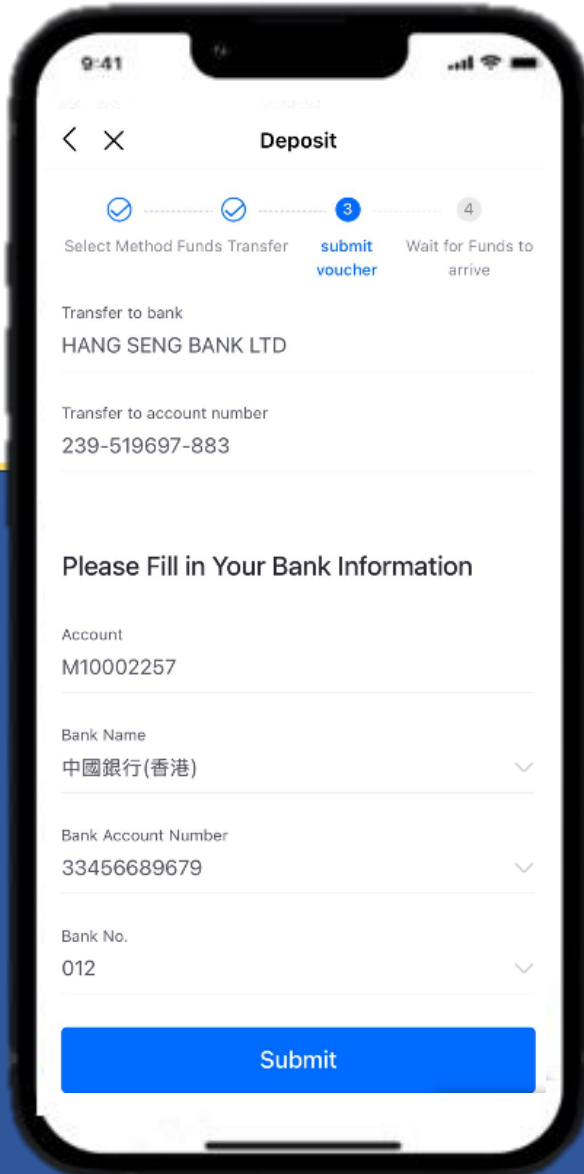 9:41
Deposit
3
4
Select Method Funds Transfer submit voucher Wait for Funds to arrive
Transfer to bank
HANG SENG BANK LTD
Transfer to account number
239-519697-883
Please Fill in Your Bank Information
Account
M10002257
Bank Name
中國銀行(香港)
Bank Account Number
33456689679
Bank No.
012
Submit